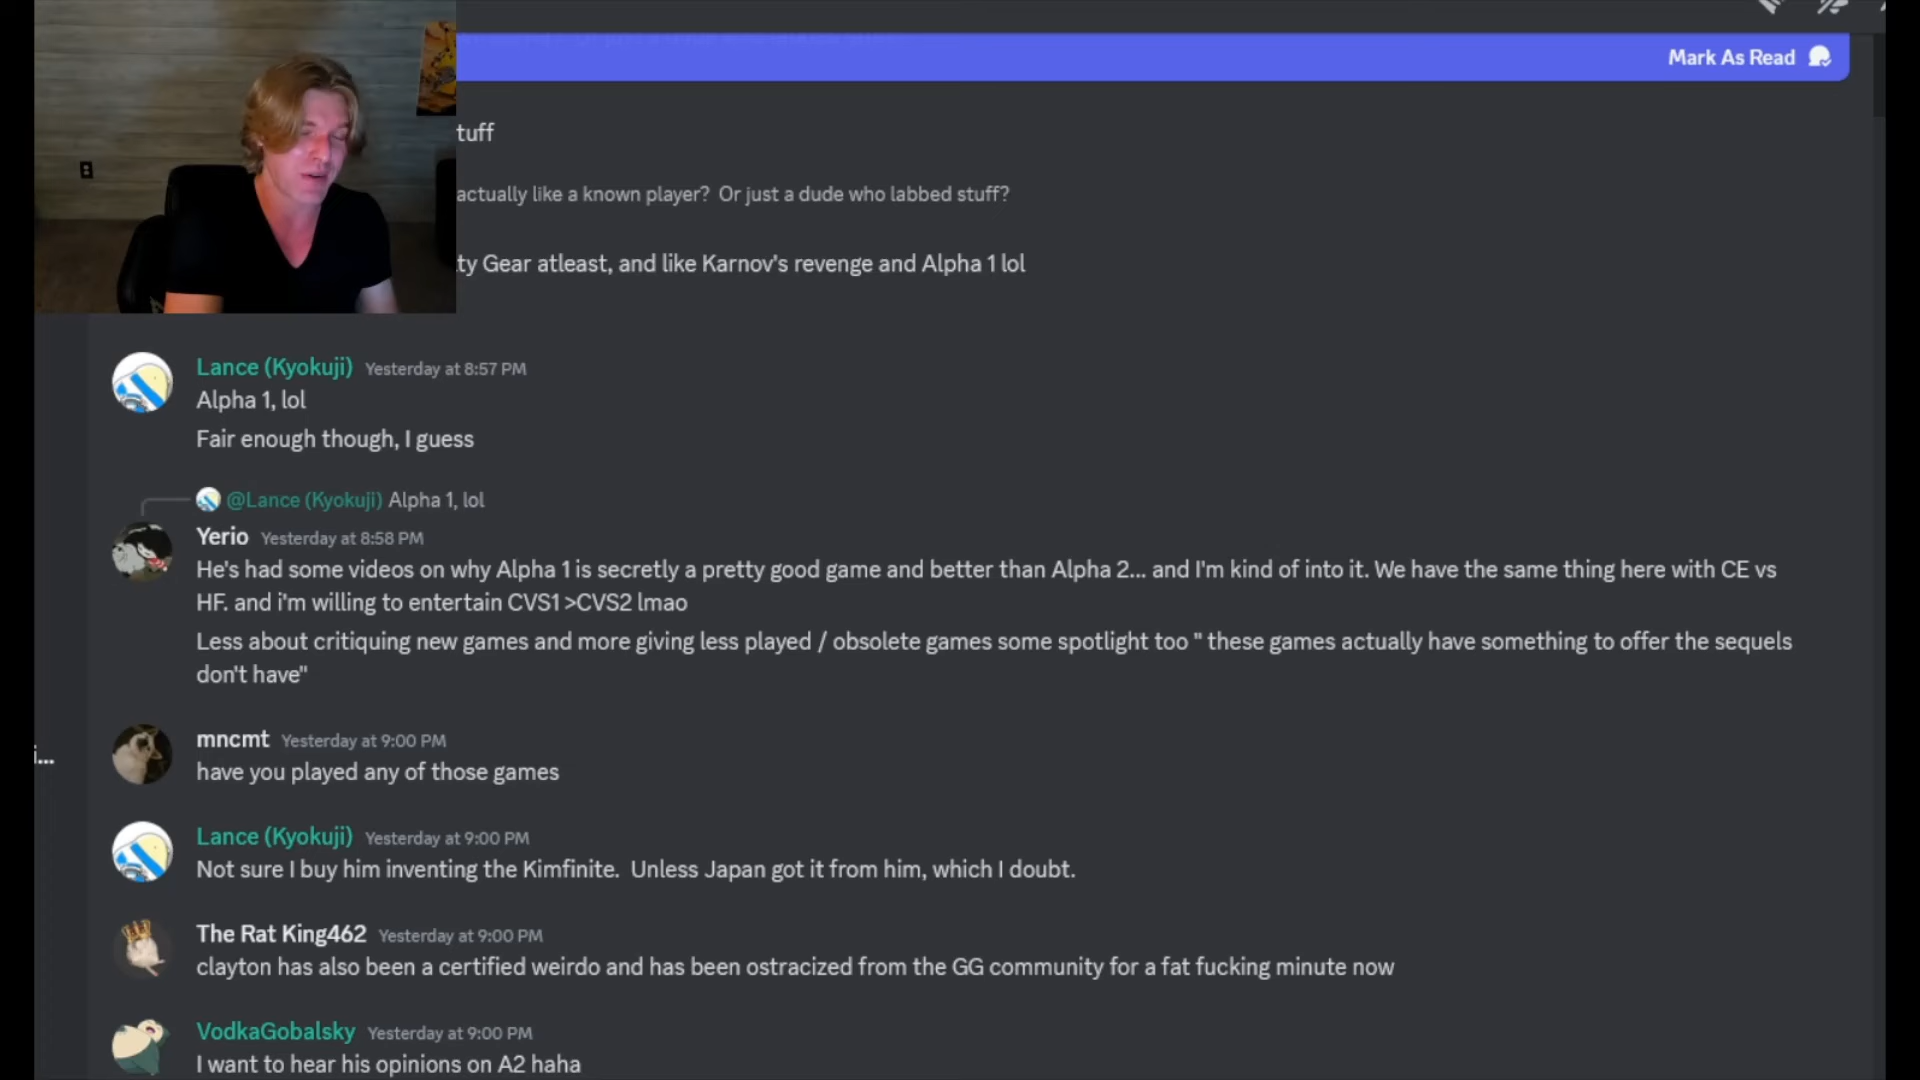 Mark As Read
tuff
actually like a known player? Or just a dude who labbed stuff?
ty Gear atleast, and like Karnov's revenge and Alpha 1 lol
Lance (Kyokuji) Yesterday at 8:57 PM
Alpha 1, lol
Fair enough though, I guess
@Lance (Kyokuji) Alpha 1, lol
Yerio Yesterday at 8:58 PM
He's had some videos on why Alpha 1 is secretly a pretty good game and better than Alpha 2... and I'm kind of into it. We have the same thing here with CE vs
HF. and i'm willing to entertain CVS1 >CVS2 lmao
Less about critiquing new games and more giving less played / obsolete games some spotlight too " these games actually have something to offer the sequels
don't have"
mncmt Yesterday at 9:00 PM
i...
have you played any of those games
Lance (Kyokuji) Yesterday at 9:00 PM
Not sure I buy him inventing the Kimfinite. Unless Japan got it from him, which I doubt.
The Rat King462 Yesterday at 9:00 PM
clayton has also been a certified weirdo and has been ostracized from the GG community for a fat fucking minute now
VodkaGobalsky Yesterday at 9:00 PM
I want to hear his opinions on A2 haha